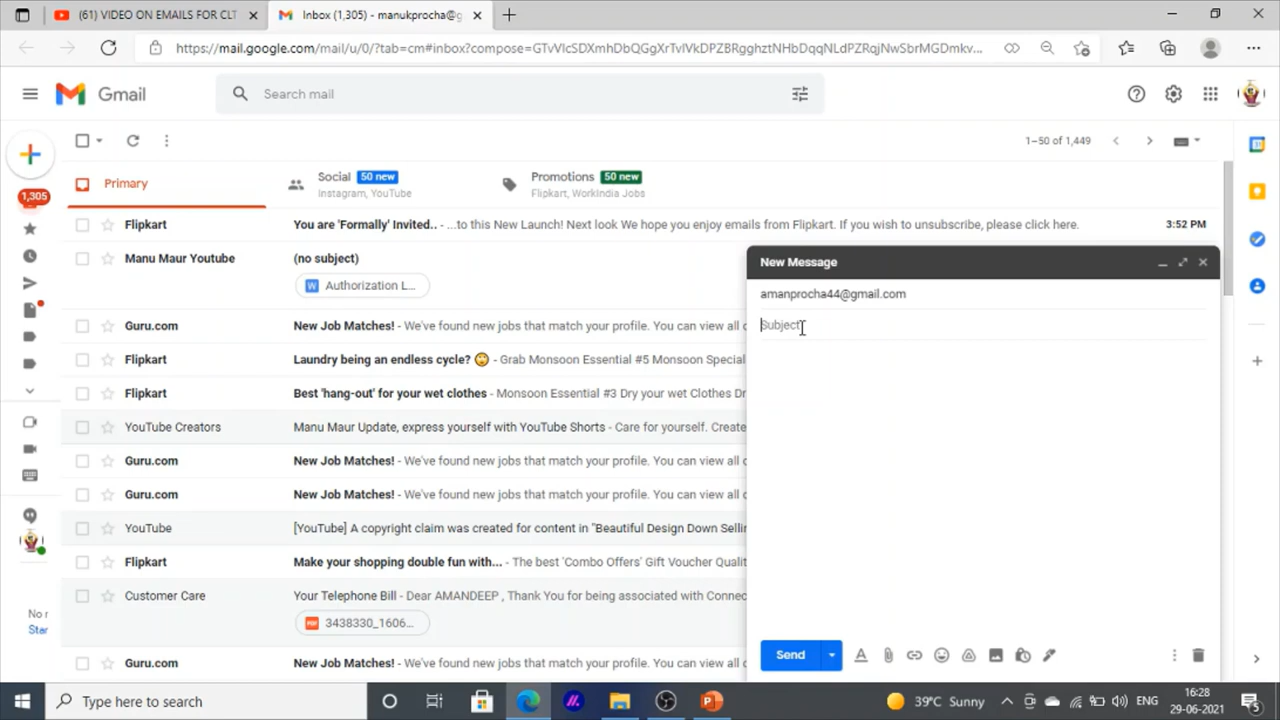 (61) VIDEO ON EMAILS FOR CLT
Inbox (1,305) - manukprocha@g
https://mail.google.com/mail/u/0/?tab=cm#inbox?compose=GTvVlcSDXmhDbQGgXrTvlVkDPZBRgghztNHbDqqNLdPZRqjNwSbrMGDmkv...
Gmail
Search mail
1–50 of 1,449
1,305
Primary
Social 50 new
Instagram, YouTube
Promotions 50 new
Flipkart, WorkIndia Jobs
Flipkart You are 'Formally' Invited.. - ...to this New Launch! Next look We hope you enjoy emails from Flipkart. If you wish to unsubscribe, please click here. 3:52 PM
Manu Maur Youtube (no subject)
W Authorization L...
Guru.com New Job Matches! - We've found new jobs that match your profile. You can view all c
Flipkart Laundry being an endless cycle? 🙄 - Grab Monsoon Essential #5 Monsoon Special
Flipkart Best 'hang-out' for your wet clothes - Monsoon Essential #3 Dry your wet Clothes Dr
YouTube Creators Manu Maur Update, express yourself with YouTube Shorts - Care for yourself. Create
Guru.com New Job Matches! - We've found new jobs that match your profile. You can view all c
Guru.com New Job Matches! - We've found new jobs that match your profile. You can view all c
YouTube [YouTube] A copyright claim was created for content in "Beautiful Design Down Sellin
Flipkart Make your shopping double fun with... - The best 'Combo Offers' Gift Voucher Qualit
Customer Care Your Telephone Bill - Dear AMANDEEP , Thank You for being associated with Connec
PDF 3438330_1606...
Guru.com New Job Matches! - We've found new jobs that match your profile. You can view all c
No r
Star
New Message
amanprocha44@gmail.com
Subject
Send
Type here to search
39°C Sunny
ENG
16:28
29-06-2021
5